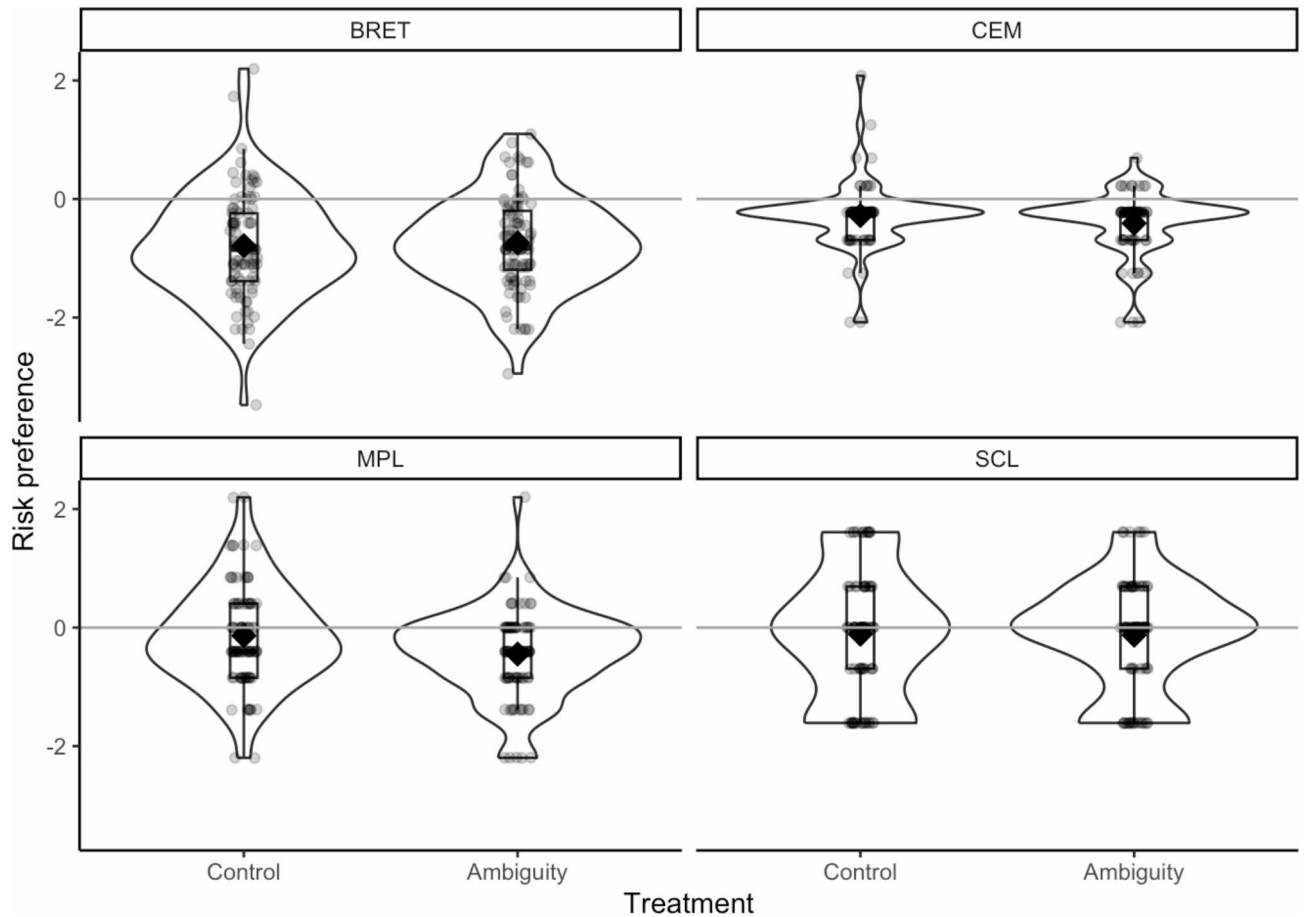 BRET
CEM
2
0
-2
MPL
SCL
2
0
-2
Risk preference
Control
Ambiguity
Control
Ambiguity
Treatment